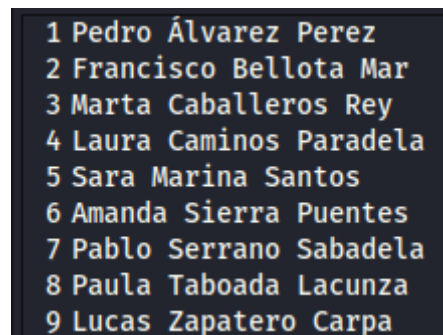 1 Pedro Álvarez Perez
2 Francisco Bellota Mar
3 Marta Caballeros Rey
4 Laura Caminos Paradela
5 Sara Marina Santos
6 Amanda Sierra Puentes
7 Pablo Serrano Sabadela
8 Paula Taboada Lacunza
9 Lucas Zapatero Carpa